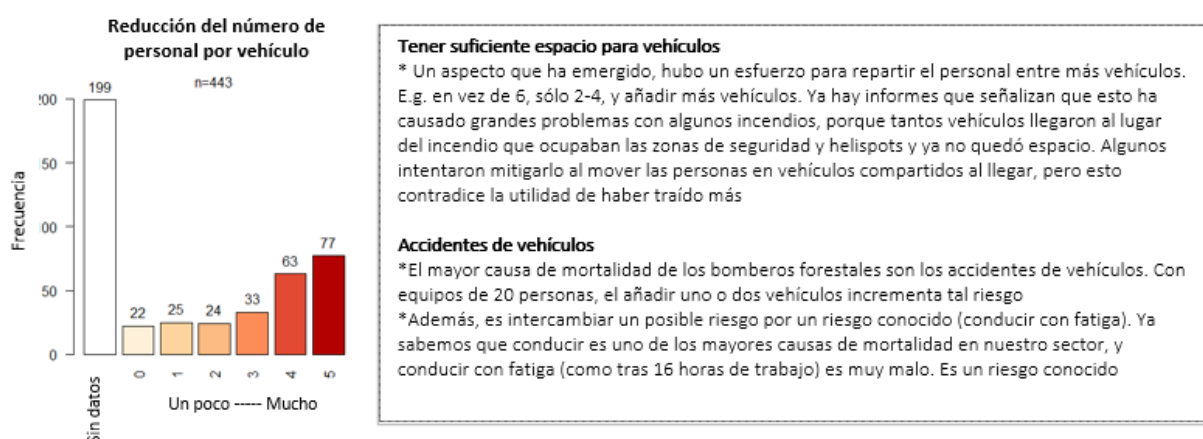 Reducción del número de
personal por vehículo
n=443
199
22
25
24
33
63
77
200
150
100
50
0
Frecuencia
Sin datos
0
1
2
3
4
5
Un poco ----- Mucho
Tener suficiente espacio para vehículos
* Un aspecto que ha emergido, hubo un esfuerzo para repartir el personal entre más vehículos.
E.g. en vez de 6, sólo 2-4, y añadir más vehículos. Ya hay informes que señalizan que esto ha
causado grandes problemas con algunos incendios, porque tantos vehículos llegaron al lugar
del incendio que ocupaban las zonas de seguridad y helispots y ya no quedó espacio. Algunos
intentaron mitigarlo al mover las personas en vehículos compartidos al llegar, pero esto
contradice la utilidad de haber traído más
Accidentes de vehículos
*El mayor causa de mortalidad de los bomberos forestales son los accidentes de vehículos. Con
equipos de 20 personas, el añadir uno o dos vehículos incrementa tal riesgo
*Además, es intercambiar un posible riesgo por un riesgo conocido (conducir con fatiga). Ya
sabemos que conducir es uno de los mayores causas de mortalidad en nuestro sector, y
conducir con fatiga (como tras 16 horas de trabajo) es muy malo. Es un riesgo conocido